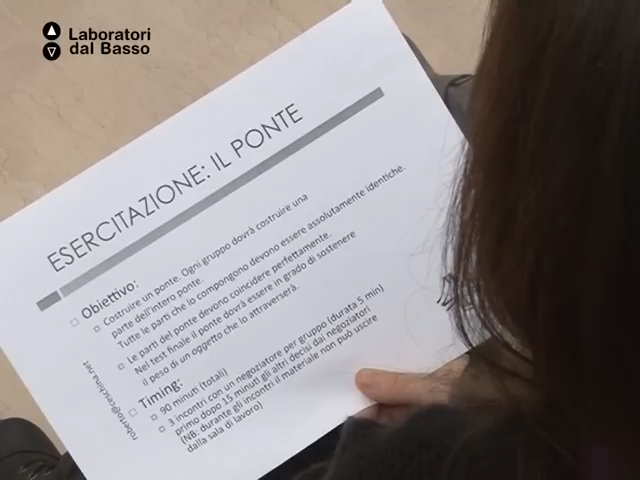 Laboratori
dal Basso
ESERCITAZIONE: IL PONTE
Obiettivo:
Costruire un ponte. Ogni gruppo dovrà costruire una
parte dell'intero ponte.
Tutte le parti che lo compongono devono essere assolutamente identiche.
Le parti del ponte devono coincidere perfettamente.
Nel test finale il ponte dovrà essere in grado di sostenere
il peso di un oggetto che lo attraverserà.
Timing:
90 minuti (totali)
3 incontri con un negoziatore per gruppo (durata 5 min)
primo dopo 15 minuti gli altri decisi dai negoziatori
(NB: durante gli incontri il materiale non può uscire
dalla sala di lavoro)